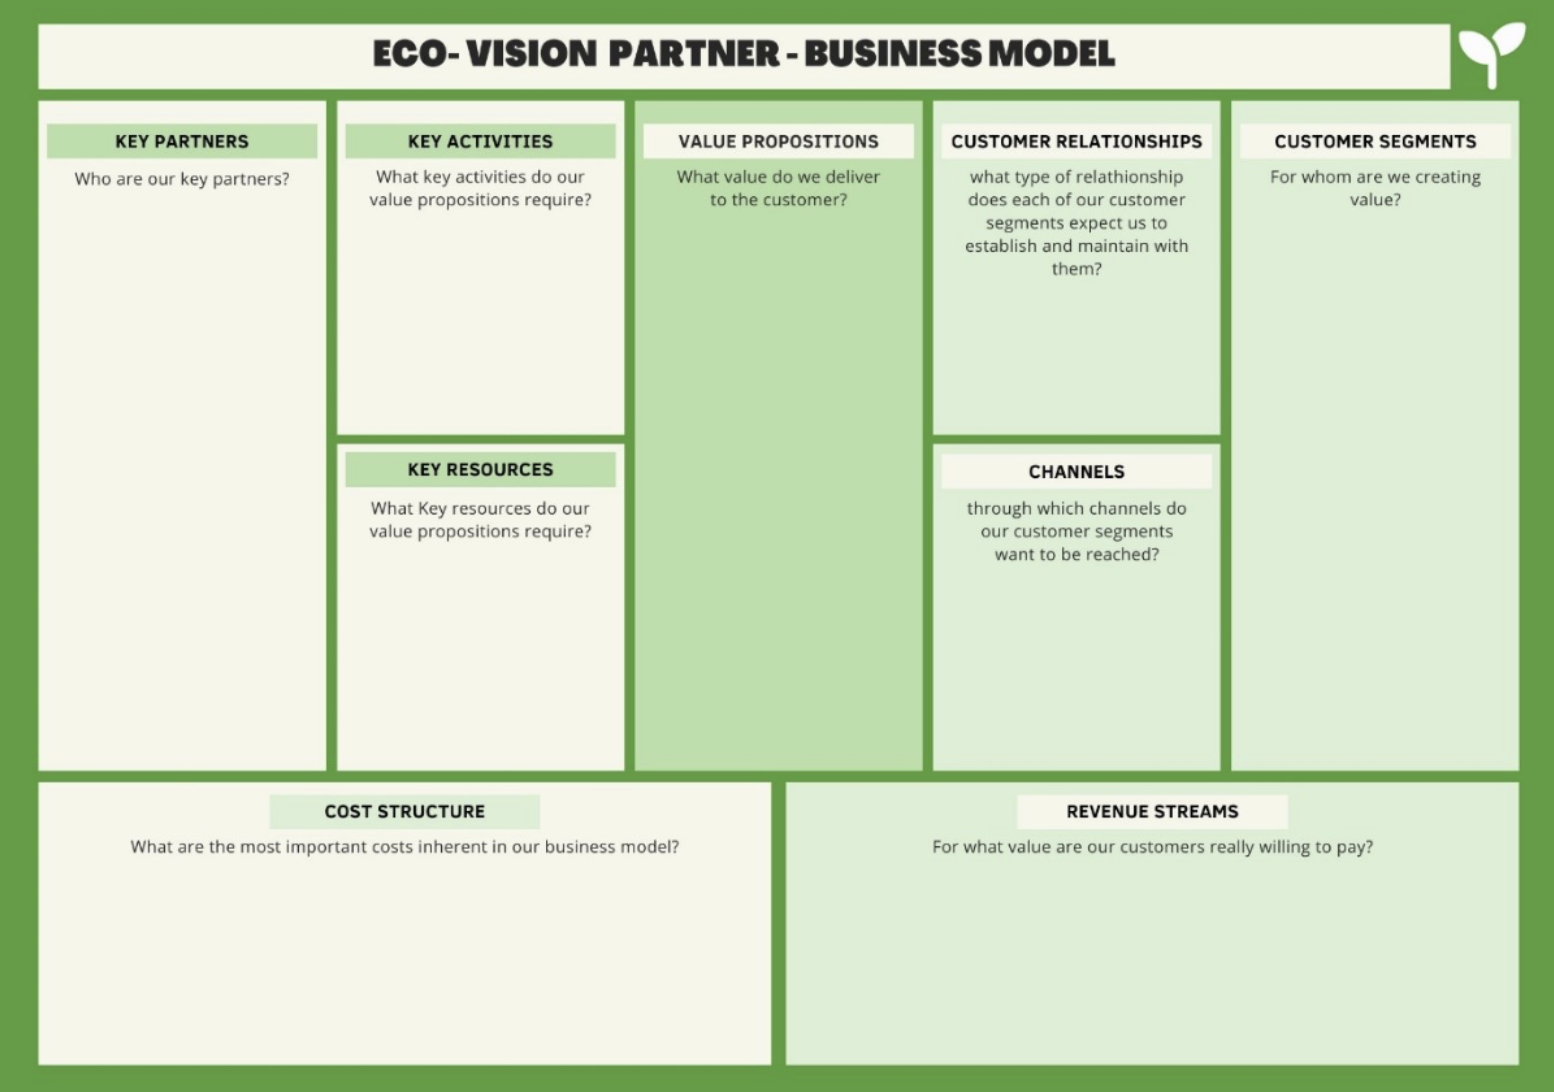 ECO- VISION PARTNER - BUSINESS MODEL
KEY PARTNERS
Who are our key partners?
KEY ACTIVITIES
What key activities do our
value propositions require?
KEY RESOURCES
What Key resources do our
value propositions require?
VALUE PROPOSITIONS
What value do we deliver
to the customer?
CUSTOMER RELATIONSHIPS
what type of relathionship
does each of our customer
segments expect us to
establish and maintain with
them?
CHANNELS
through which channels do
our customer segments
want to be reached?
CUSTOMER SEGMENTS
For whom are we creating
value?
COST STRUCTURE
What are the most important costs inherent in our business model?
REVENUE STREAMS
For what value are our customers really willing to pay?